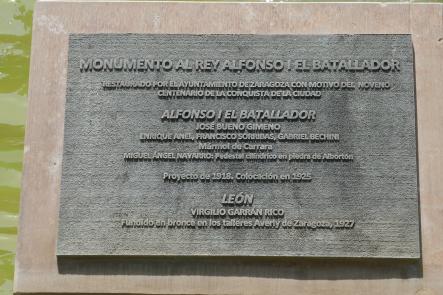 MONUMENTO AL REY ALFONSO I EL BATALLADOR
RESTAURADO POR EL AYUNTAMIENTO DE ZARAGOZA CON MOTIVO DEL NOVENO
CENTENARIO DE LA CONQUISTA DE LA CIUDAD
ALFONSO I EL BATALLADOR
JOSÉ BUENO GIMENO
ENRIQUE ANEL, FRANCISCO SORRIBAS, GABRIEL BECHINI
Mármol de Carrara
MIGUEL ÁNGEL NAVARRO: Pedestal cilíndrico en piedra de Albortón
Proyecto de 1918. Colocación en 1925
LEÓN
VIRGILIO GARRÁN RICO
Fundido en bronce en los talleres Averly de Zaragoza, 1927